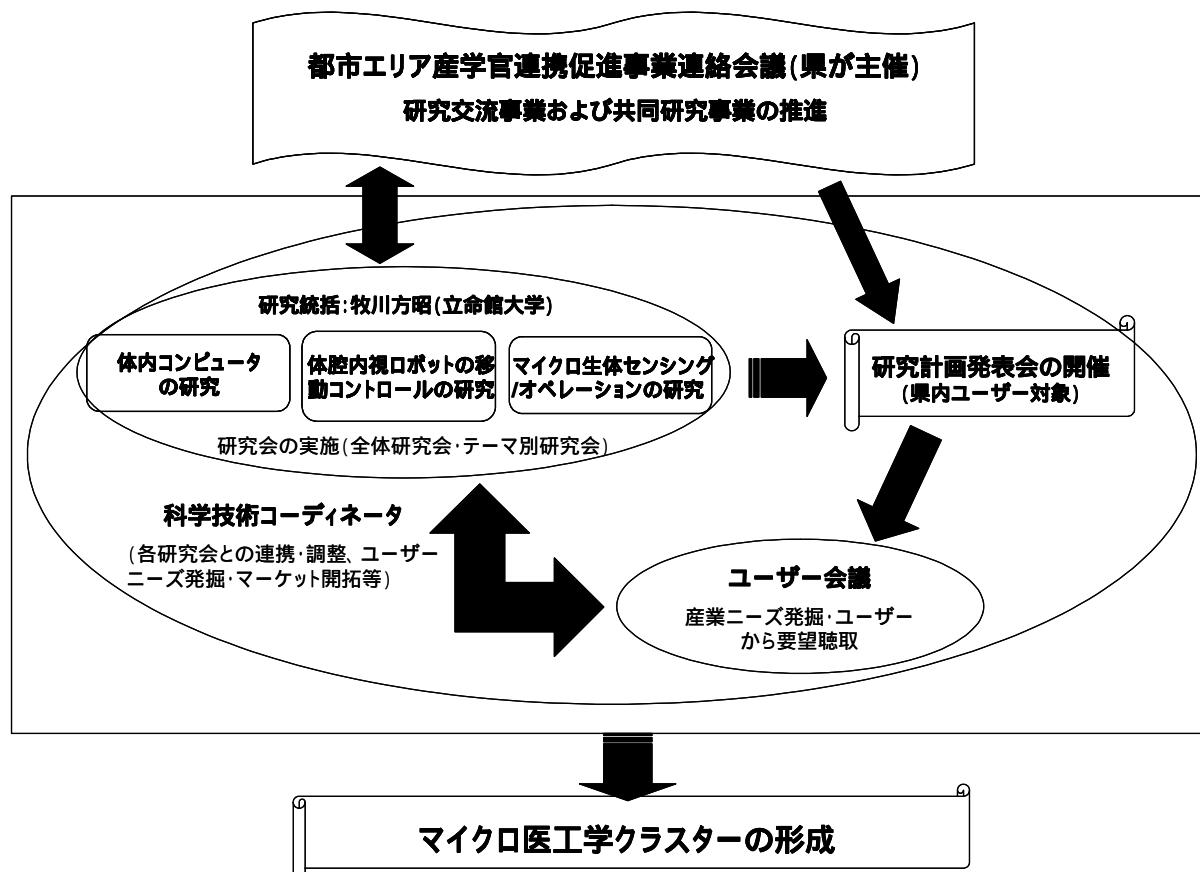 都市エリア産学官連携促進事業連絡会議(県が主催)
研究交流事業および共同研究事業の推進
研究統括:牧川方昭(立命館大学)
体内コンピュータ
の研究
体腔内視ロボットの移
動コントロールの研究
マイクロ生体センシング
/オペレーションの研究
研究会の実施(全体研究会・テーマ別研究会)
研究計画発表会の開催
(県内ユーザー対象)
科学技術コーディネータ
(各研究会との連携・調整、ユーザー
ニーズ発掘・マーケット開拓等)
ユーザー会議
産業ニーズ発掘・ユーザー
から要望聴取
マイクロ医工学クラスターの形成